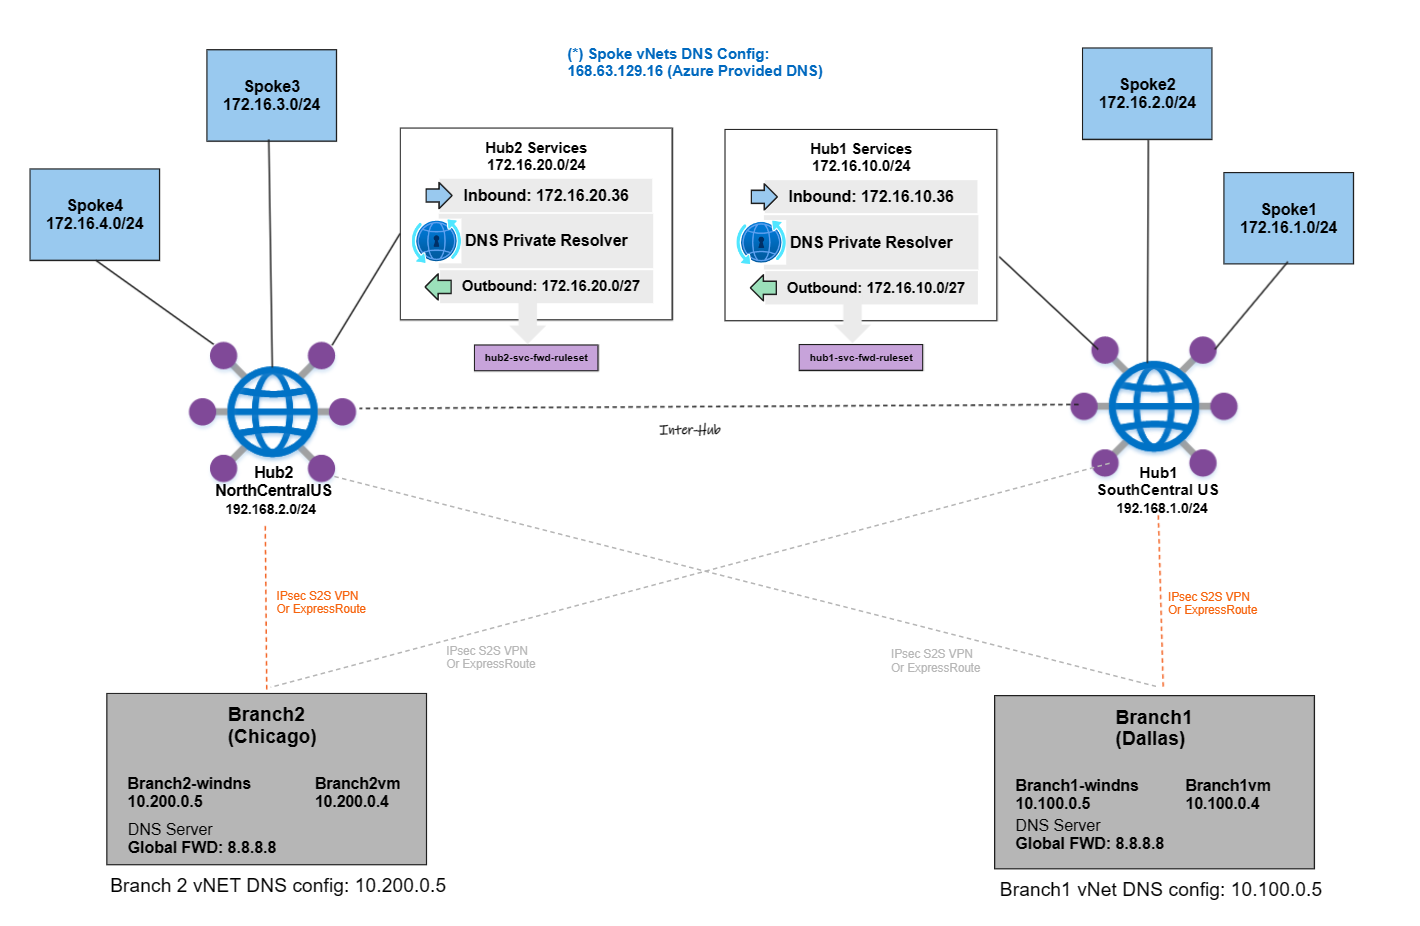 (*) Spoke vNets DNS Config:
168.63.129.16 (Azure Provided DNS)
Spoke3
172.16.3.0/24
Spoke2
172.16.2.0/24
Spoke4
172.16.4.0/24
Spoke1
172.16.1.0/24
Hub2 Services
172.16.20.0/24
Inbound: 172.16.20.36
DNS Private Resolver
Outbound: 172.16.20.0/27
hub2-svc-fwd-ruleset
Hub1 Services
172.16.10.0/24
Inbound: 172.16.10.36
DNS Private Resolver
Outbound: 172.16.10.0/27
hub1-svc-fwd-ruleset
Inter-Hub
Hub2
NorthCentralUS
192.168.2.0/24
Hub1
SouthCentral US
192.168.1.0/24
IPsec S2S VPN
Or ExpressRoute
IPsec S2S VPN
Or ExpressRoute
IPsec S2S VPN
Or ExpressRoute
IPsec S2S VPN
Or ExpressRoute
Branch2
(Chicago)
Branch2-windns
10.200.0.5
DNS Server
Global FWD: 8.8.8.8
Branch2vm
10.200.0.4
Branch 2 vNET DNS config: 10.200.0.5
Branch1
(Dallas)
Branch1-windns
10.100.0.5
DNS Server
Global FWD: 8.8.8.8
Branch1vm
10.100.0.4
Branch1 vNet DNS config: 10.100.0.5